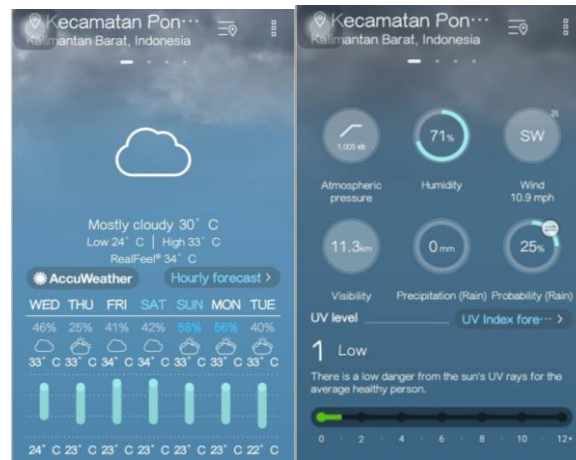 Kecamatan Pon···
Kalimantan Barat, Indonesia
Mostly cloudy 30° C
Low 24° C | High 33° C
RealFeel® 34° C
AccuWeather
Hourly forecast >
WED THU FRI SAT SUN MON TUE
46% 25% 41% 42% 58% 56% 40%
33° C 33° C 34° C 34° C 33° C 33° C 33° C
24° C 23° C 23° C 23° C 23° C 23° C 22° C
Kecamatan Pon···
Kalimantan Barat, Indonesia
1,005 mb
71%
SW
Atmospheric pressure
Humidity
Wind
10.9 mph
11.3km
0 mm
25%
Visibility
Precipitation (Rain)
Probability (Rain)
UV level
UV Index fore··· >
1 Low
There is a low danger from the sun's UV rays for the
average healthy person.
0 2 4 6 8 10 12+